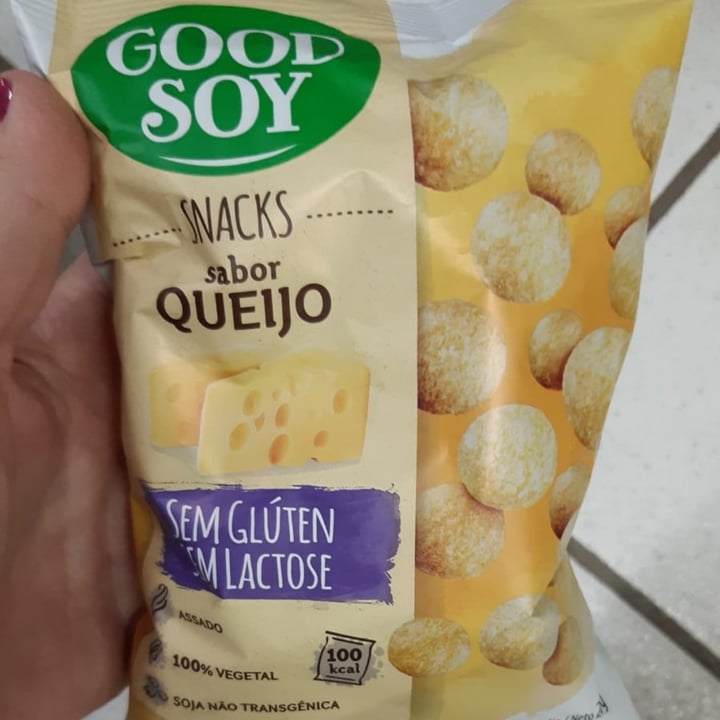 GOOD
SOY
SNACKS
sabor
QUEIJO
SEM GLÚTEN
SEM LACTOSE
ASSADO
100% VEGETAL
100
kcal
SOJA NÃO TRANSGÊNICA